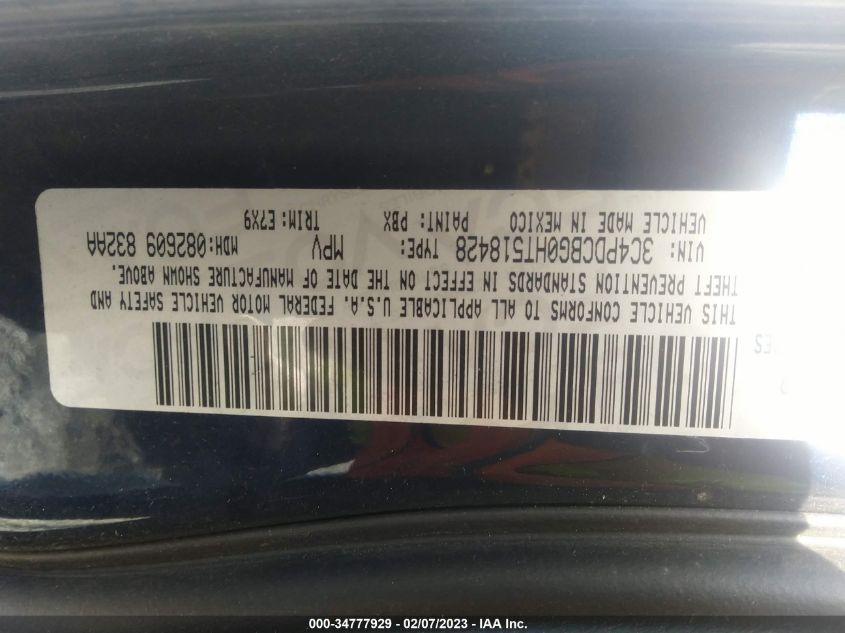 ES
THIS VEHICLE CONFORMS TO ALL APPLICABLE U.S.A. FEDERAL MOTOR VEHICLE SAFETY AND
THEFT PREVENTION STANDARDS IN EFFECT ON THE DATE OF MANUFACTURE SHOWN ABOVE.
VIN: 3C4PDCBG0HT518428 TYPE: MPV MDH:082609 832AA
VEHICLE MADE IN MEXICO PAINT: PBX TRIM:E7X9
000-34777929 - 02/07/2023 - IAA Inc.